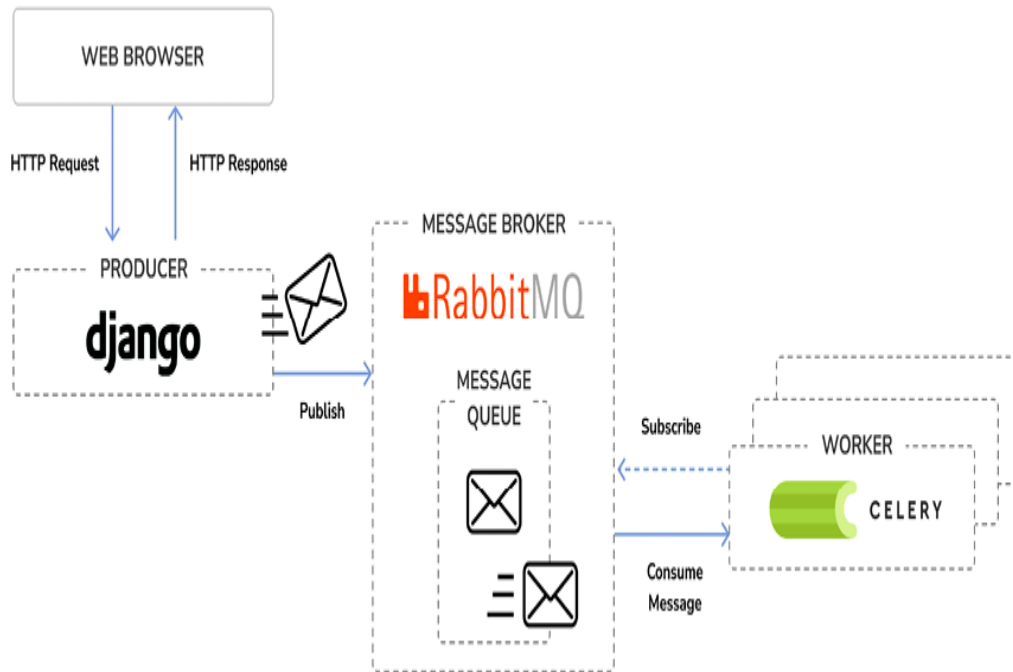 WEB BROWSER
HTTP Request
HTTP Response
PRODUCER
django
Publish
MESSAGE BROKER
RabbitMQ
MESSAGE
QUEUE
Subscribe
Consume
Message
WORKER
CELERY